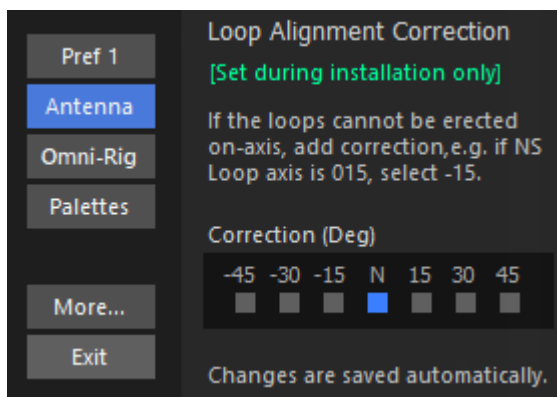 Pref 1
Antenna
Omni-Rig
Palettes
More...
Exit
Loop Alignment Correction
[Set during installation only]
If the loops cannot be erected
on-axis, add correction,e.g. if NS
Loop axis is 015, select -15.
Correction (Deg)
-45 -30 -15 N 15 30 45
Changes are saved automatically.